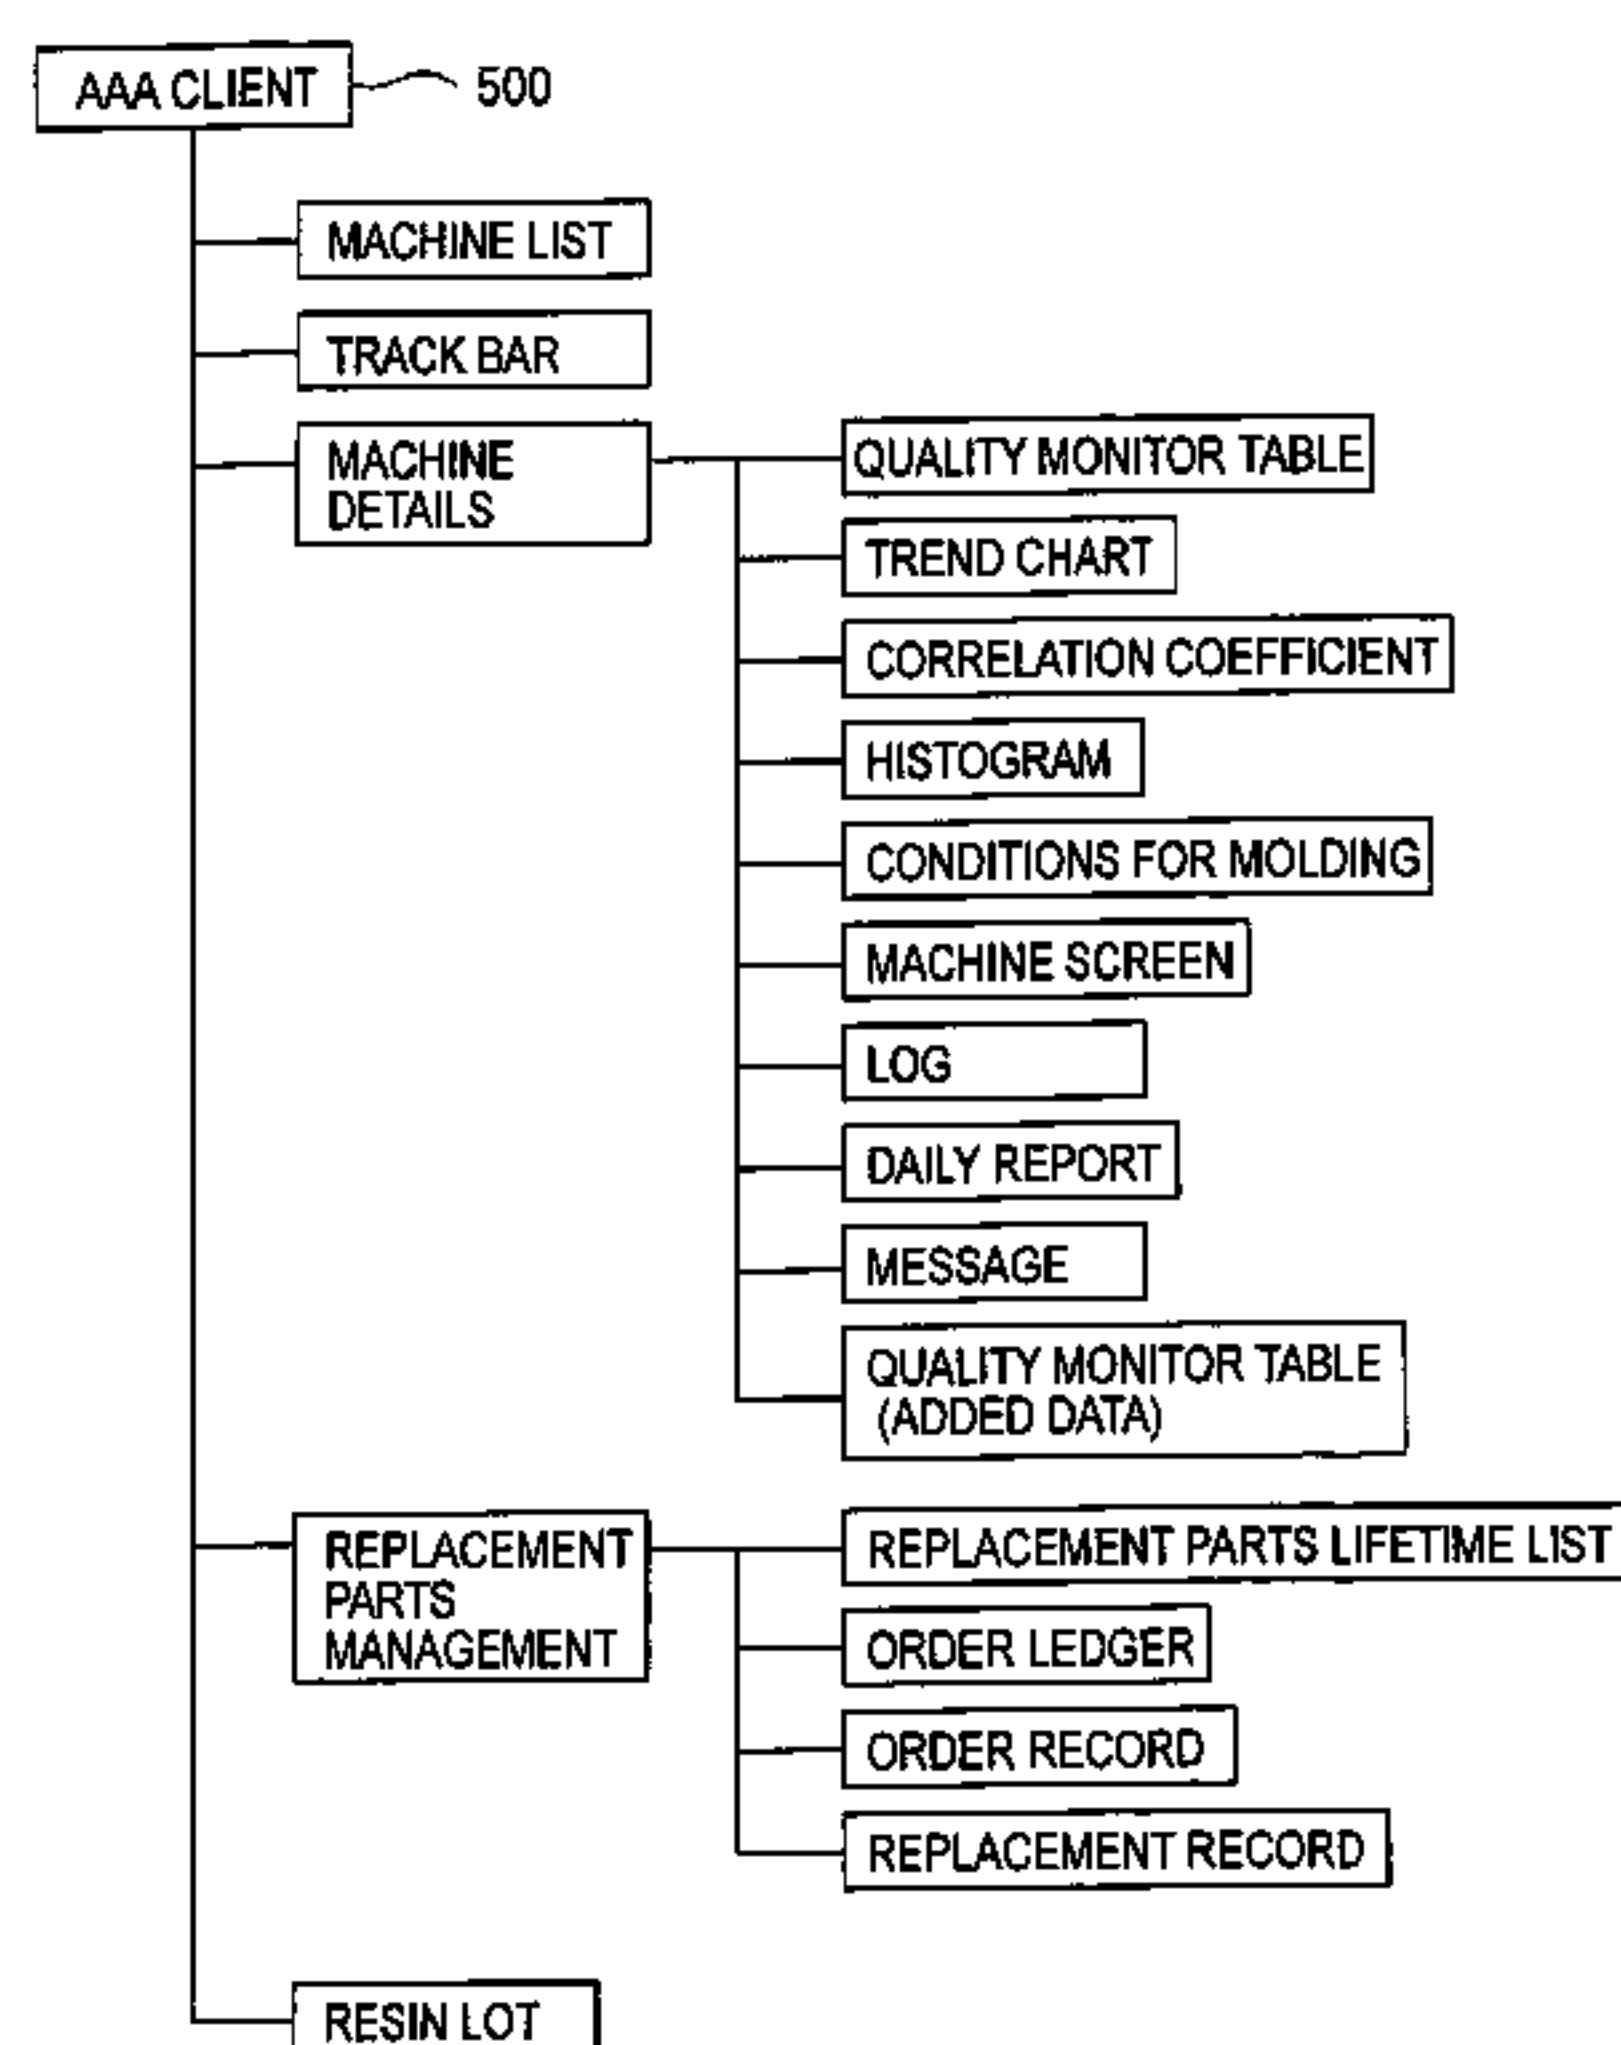 AAA CLIENT
500
MACHINE LIST
TRACK BAR
MACHINE
DETAILS
QUALITY MONITOR TABLE
TREND CHART
CORRELATION COEFFICIENT
HISTOGRAM
CONDITIONS FOR MOLDING
MACHINE SCREEN
LOG
DAILY REPORT
MESSAGE
QUALITY MONITOR TABLE
(ADDED DATA)
REPLACEMENT
PARTS
MANAGEMENT
REPLACEMENT PARTS LIFETIME LIST
ORDER LEDGER
ORDER RECORD
REPLACEMENT RECORD
RESIN LOT